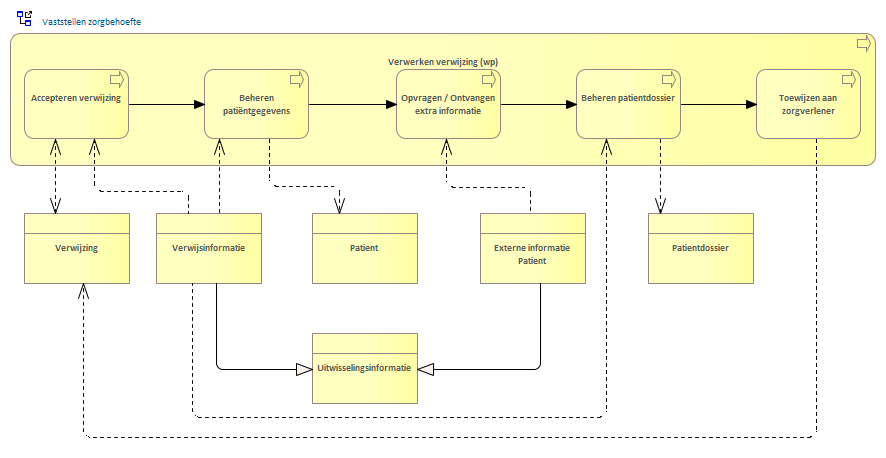 Vaststellen zorgbehoefte
Verwerken verwijzing (wp)
Accepteren verwijzing
Beheren
patiëntgegevens
Opvragen / Ontvangen
extra informatie
Beheren patientdossier
Toewijzen aan
zorgverlener
Verwijzing
Verwijsinformatie
Patient
Externe informatie
Patient
Patientdossier
Uitwisselingsinformatie